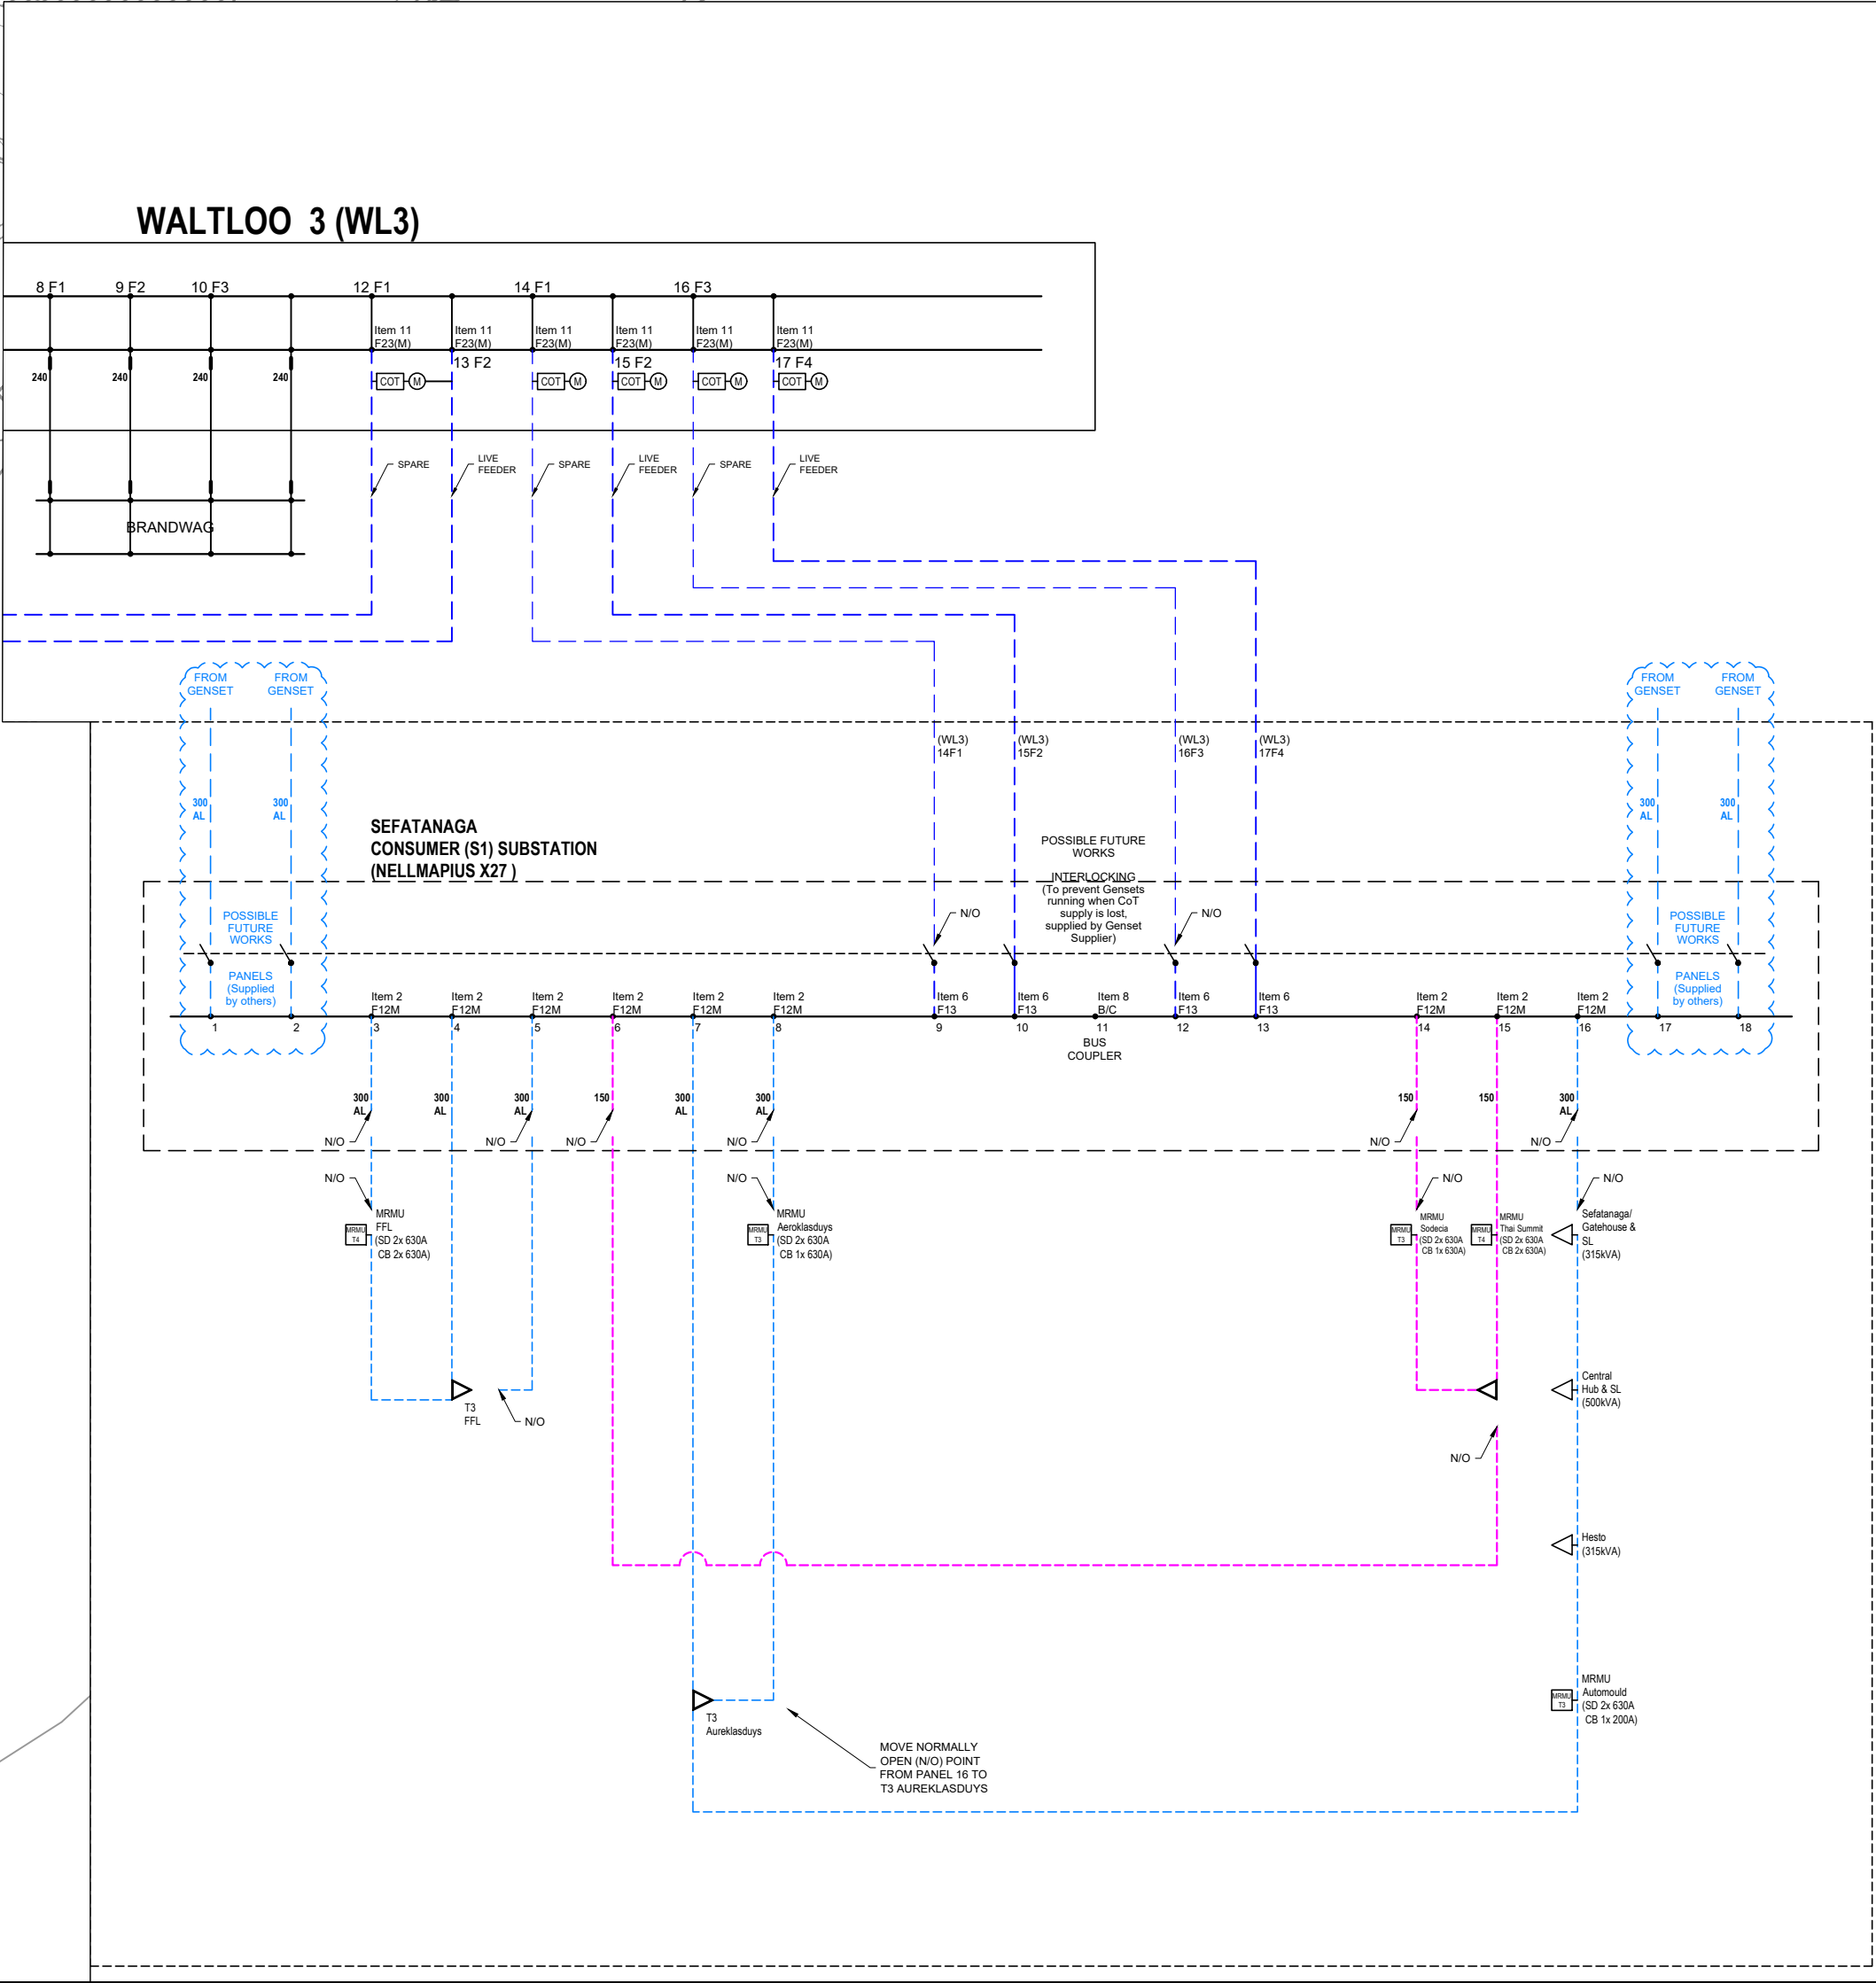 WALTLOO 3 (WL3)
8 F1
9 F2
10 F3
12 F1
14 F1
16 F3
Item 11
F23(M)
Item 11
F23(M)
Item 11
F23(M)
Item 11
F23(M)
Item 11
F23(M)
Item 11
F23(M)
13 F2
15 F2
17 F4
240
240
240
240
COT M
COT M
COT M
COT M
COT M
SPARE
LIVE
FEEDER
SPARE
LIVE
FEEDER
SPARE
LIVE
FEEDER
BRANDWAG
FROM
GENSET
FROM
GENSET
FROM
GENSET
FROM
GENSET
(WL3)
14F1
(WL3)
15F2
(WL3)
16F3
(WL3)
17F4
300
AL
300
AL
300
AL
300
AL
SEFATANAGA
CONSUMER (S1) SUBSTATION
(NELLMAPIUS X27 )
POSSIBLE FUTURE
WORKS
INTERLOCKING
(To prevent Gensets
running when CoT
supply is lost,
supplied by Genset
Supplier)
N/O
N/O
POSSIBLE
FUTURE
WORKS
PANELS
(Supplied
by others)
POSSIBLE
FUTURE
WORKS
PANELS
(Supplied
by others)
Item 2
F12M
Item 2
F12M
Item 2
F12M
Item 2
F12M
Item 2
F12M
Item 2
F12M
Item 6
F13
Item 6
F13
Item 8
B/C
Item 6
F13
Item 6
F13
Item 2
F12M
Item 2
F12M
Item 2
F12M
1
2
3
4
5
6
7
8
9
10
11
12
13
14
15
16
17
18
BUS
COUPLER
300
AL
300
AL
300
AL
150
300
AL
300
AL
150
150
300
AL
N/O
N/O
N/O
N/O
N/O
N/O
N/O
N/O
N/O
N/O
MRMU
T4
MRMU
FFL
(SD 2x 630A
CB 2x 630A)
MRMU
T3
MRMU
Aeroklasduys
(SD 2x 630A
CB 1x 630A)
MRMU
T3
MRMU
Sodecia
(SD 2x 630A
CB 1x 630A)
MRMU
T4
MRMU
Thai Summit
(SD 2x 630A
CB 2x 630A)
Sefatanaga/
Gatehouse &
SL
(315kVA)
T3
FFL
N/O
Central
Hub & SL
(500kVA)
N/O
Hesto
(315kVA)
T3
Aureklasduys
MRMU
T3
MRMU
Automould
(SD 2x 630A
CB 1x 200A)
MOVE NORMALLY
OPEN (N/O) POINT
FROM PANEL 16 TO
T3 AUREKLASDUYS